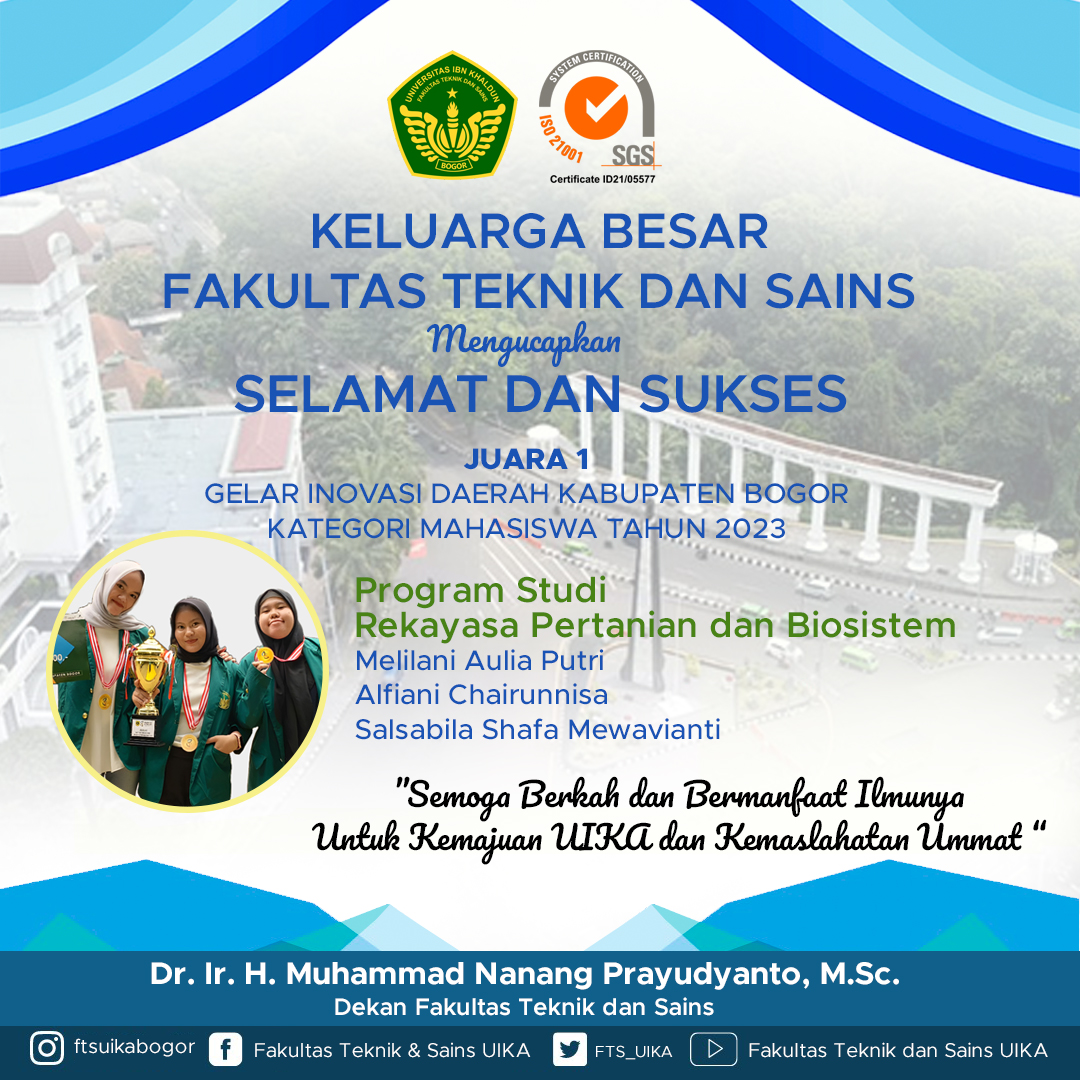 UNIVERSITAS IBN KHALDUN
FAKULTAS TEKNIK DAN SAINS
BOGOR
SYSTEM CERTIFICATION
ISO 21001
SGS
Certificate ID21/05577
KELUARGA BESAR
FAKULTAS TEKNIK DAN SAINS
Mengucapkan
SELAMAT DAN SUKSES
JUARA 1
GELAR INOVASI DAERAH KABUPATEN BOGOR
KATEGORI MAHASISWA TAHUN 2023
Program Studi
Rekayasa Pertanian dan Biosistem
Melilani Aulia Putri
Alfiani Chairunnisa
Salsabila Shafa Mewavianti
"Semoga Berkah dan Bermanfaat Ilmunya
Untuk Kemajuan UIKA dan Kemaslahatan Ummat “
Dr. Ir. H. Muhammad Nanang Prayudyanto, M.Sc.
Dekan Fakultas Teknik dan Sains
ftsuikabogor Fakultas Teknik & Sains UIKA FTS_UIKA Fakultas Teknik dan Sains UIKA